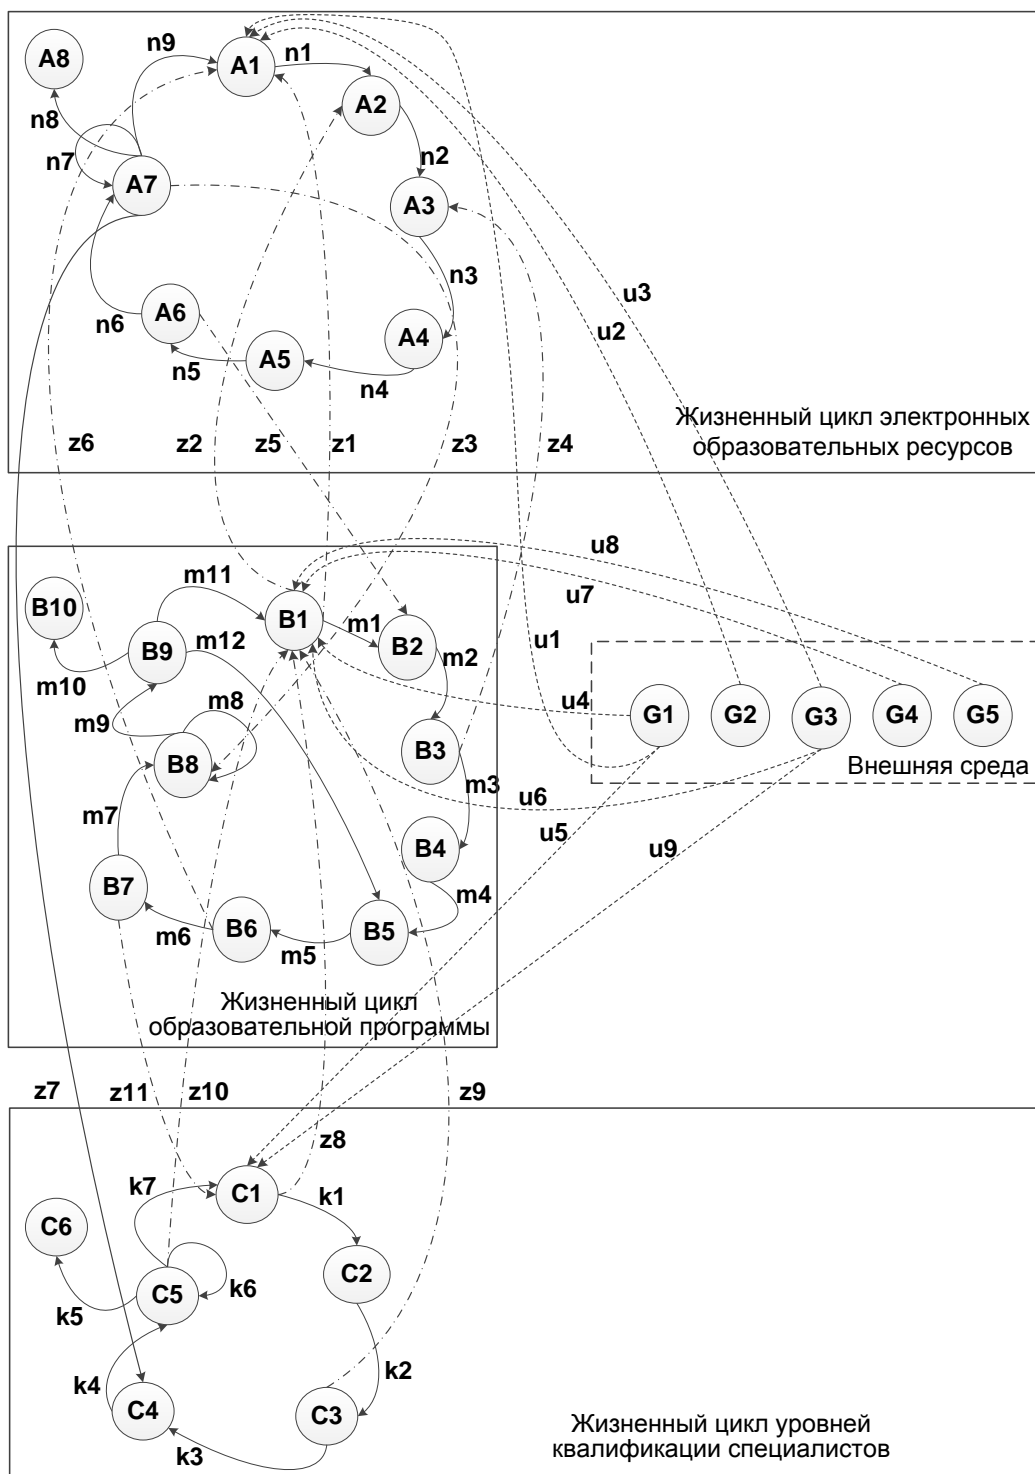 n9
A8
A1
n1
A2
n8
n7
n2
A7
A3
n3
u3
A6
n6
A4
u2
A5
n5
n4
Жизненный цикл электронных
образовательных ресурсов
z6
z2
z5
z1
z3
z4
u8
m11
u7
B10
B1
m1
B9
m12
B2
u1
m2
m10
m8
m9
u4
G1
G2
G3
G4
G5
B3
B8
Внешняя среда
m3
u6
m7
u5
B4
u9
B7
m4
B6
B5
m6
m5
Жизненный цикл
образовательной программы
z7
z11
z10
z9
z8
k7
C1
k1
C6
C2
k6
C5
k5
k2
k4
C4
C3
k3
Жизненный цикл уровней
квалификации специалистов